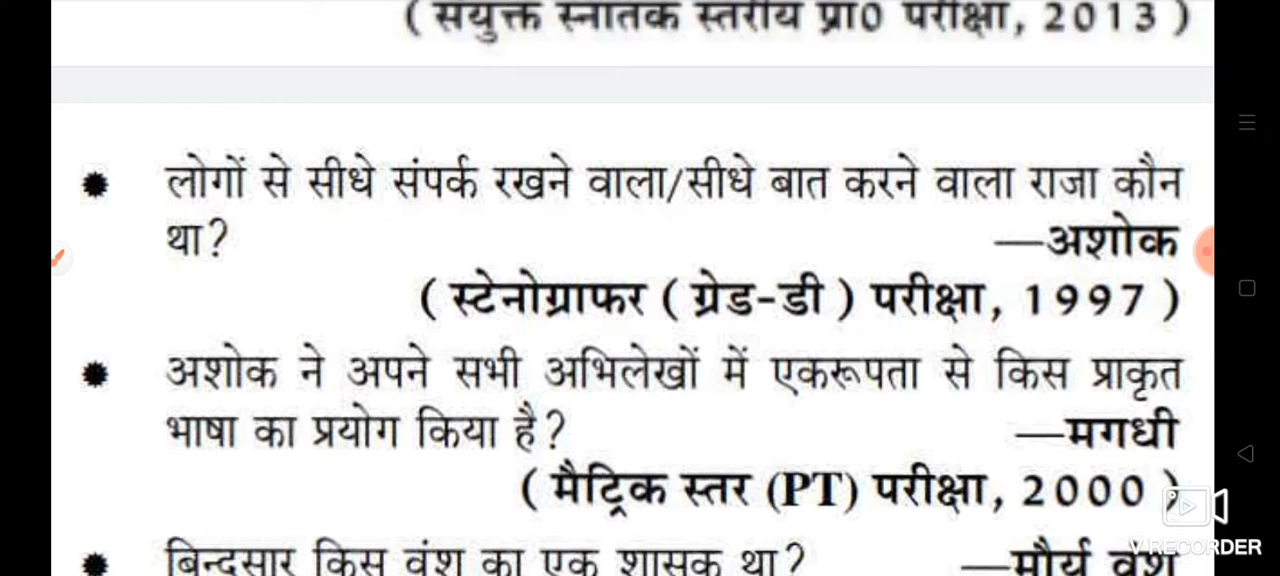 ( सयुक्त स्नातक स्तरीय प्रा0 परीक्षा, 2013 )
लोगों से सीधे संपर्क रखने वाला/सीधे बात करने वाला राजा कौन
था? —अशोक
( स्टेनोग्राफर ( ग्रेड-डी ) परीक्षा, 1997 )
अशोक ने अपने सभी अभिलेखों में एकरूपता से किस प्राकृत
भाषा का प्रयोग किया है? —मगधी
( मैट्रिक स्तर (PT) परीक्षा, 2000 )
बिन्दुसार किस वंश का एक शासक था? —मौर्य वंश
V RECORDER